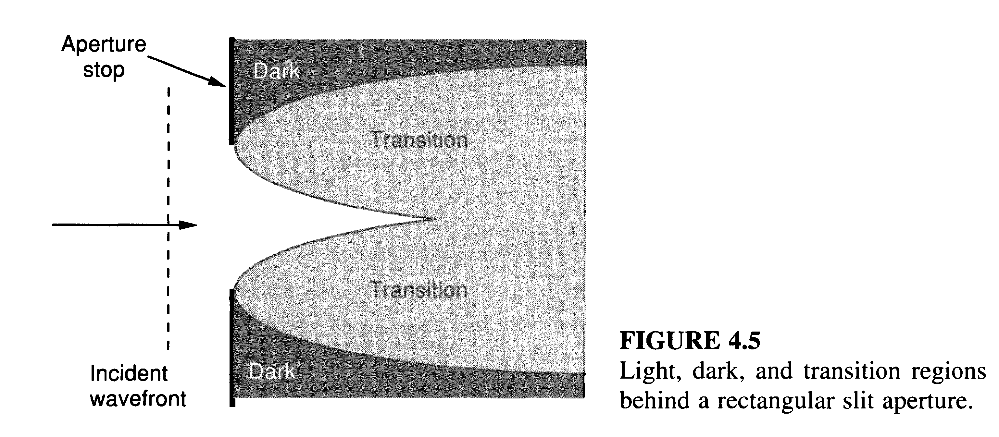 Aperture
stop
Dark
Transition
Transition
Dark
Incident
wavefront
FIGURE 4.5
Light, dark, and transition regions
behind a rectangular slit aperture.